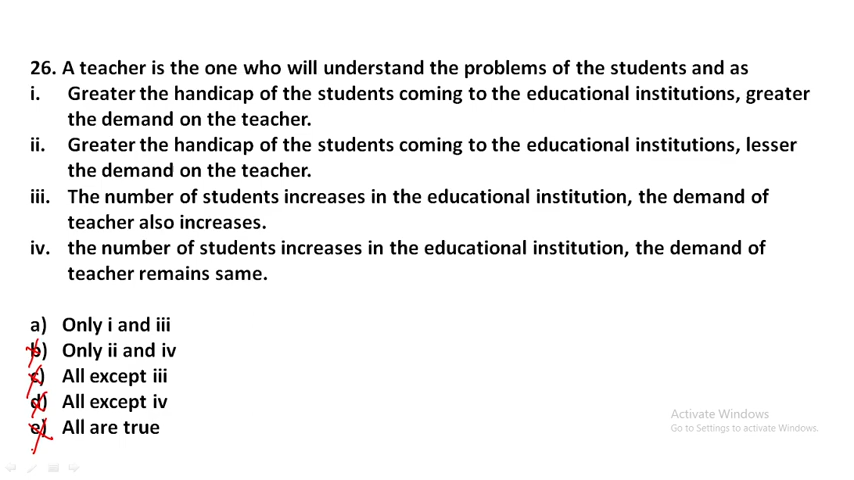 26. A teacher is the one who will understand the problems of the students and as
i. Greater the handicap of the students coming to the educational institutions, greater
the demand on the teacher.
ii. Greater the handicap of the students coming to the educational institutions, lesser
the demand on the teacher.
iii. The number of students increases in the educational institution, the demand of
teacher also increases.
iv. the number of students increases in the educational institution, the demand of
teacher remains same.
a) Only i and iii
b) Only ii and iv
c) All except iii
d) All except iv
e) All are true
Activate Windows
Go to Settings to activate Windows.